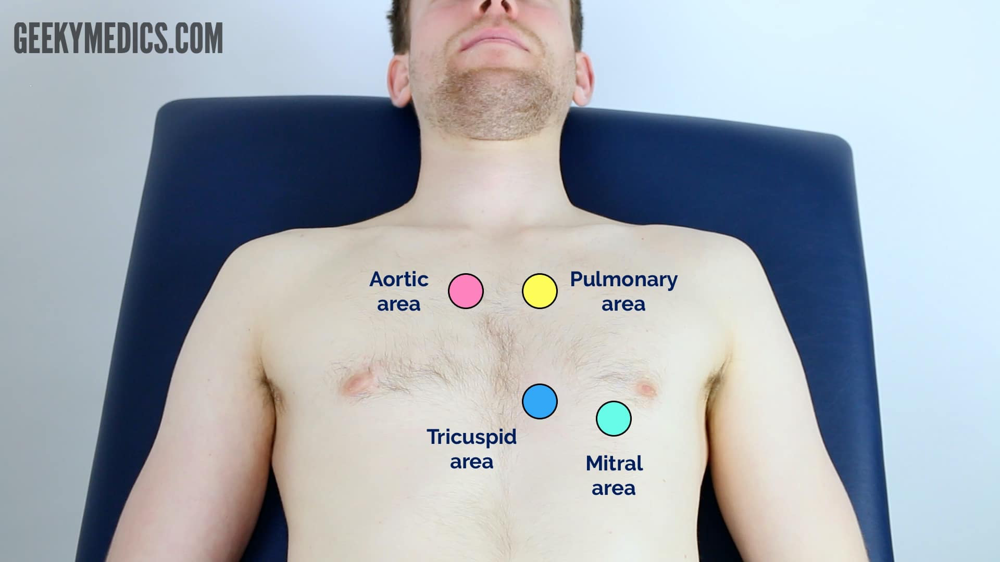 GEEKYMEDICS.COM
Aortic
area
Pulmonary
area
Tricuspid
area
Mitral
area